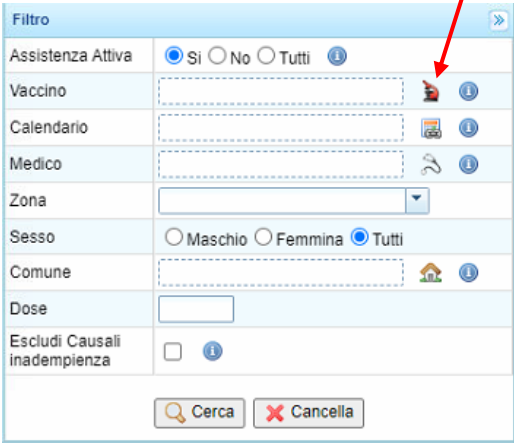 Filtro
Assistenza Attiva Si No Tutti
Vaccino
Calendario
Medico
Zona
Sesso Maschio Femmina Tutti
Comune
Dose
Escludi Causali
inadempienza
Cerca Cancella